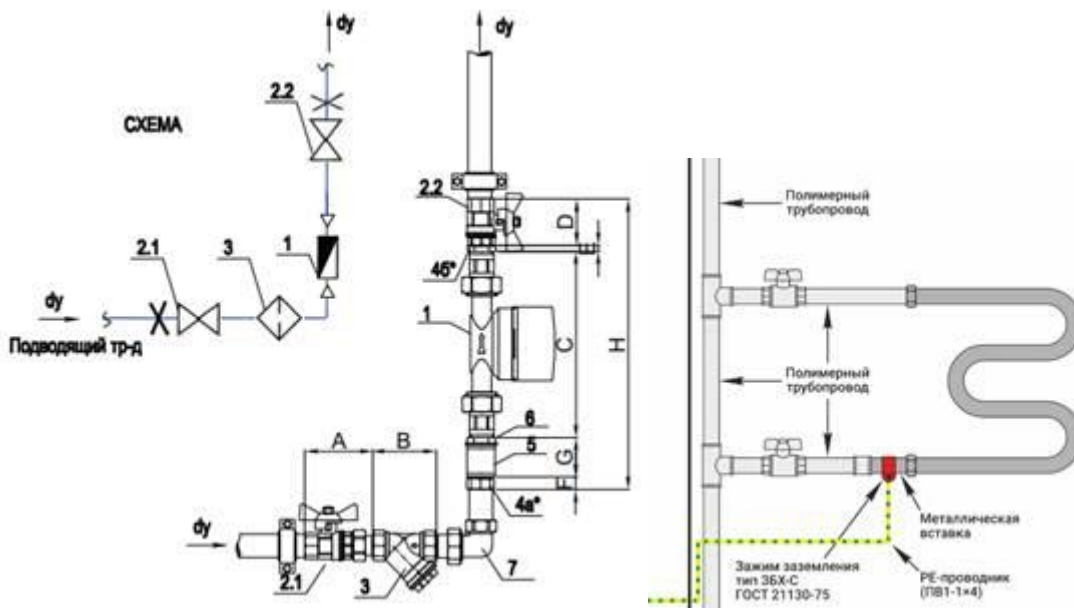 dy
2.2
СХЕМА
2.1
3
1
dy
Подводящий тр-д
dy
2.2
D
4б*
1
C
H
6
5
G
F
4а*
A
B
dy
2.1
3
7
Полимерный
трубопровод
Полимерный
трубопровод
Металлическая
вставка
Зажим заземления
тип ЗБХ-С
ГОСТ 21130-75
РЕ-проводник
(ПВ1-1×4)